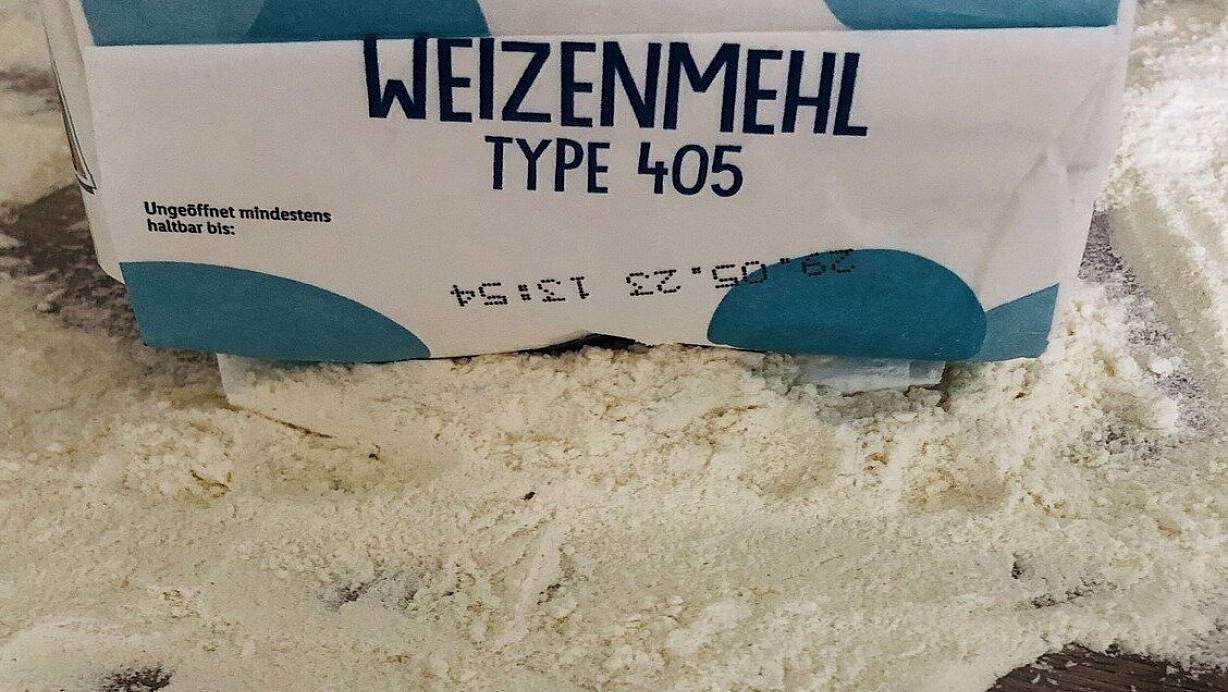 WEIZENMEHL
TYPE 405
Ungeöffnet mindestens
haltbar bis:
29.05.23 13:54